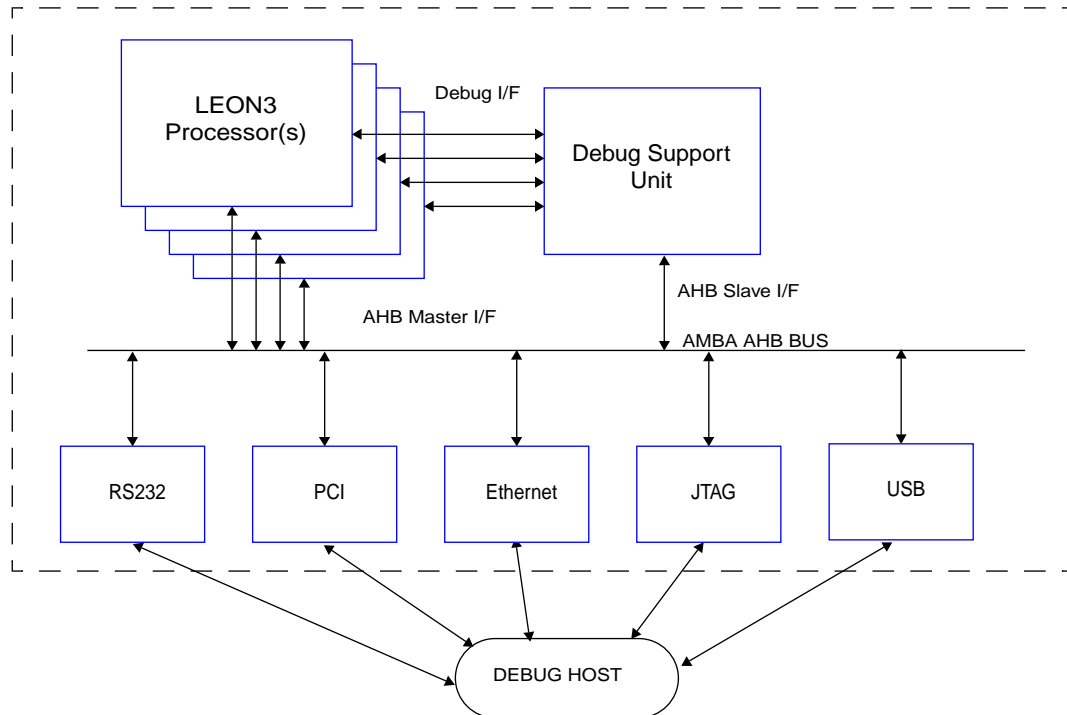 LEON3
Processor(s)
Debug I/F
Debug Support
Unit
AHB Slave I/F
AHB Master I/F
AMBA AHB BUS
RS232
PCI
Ethernet
JTAG
USB
DEBUG HOST